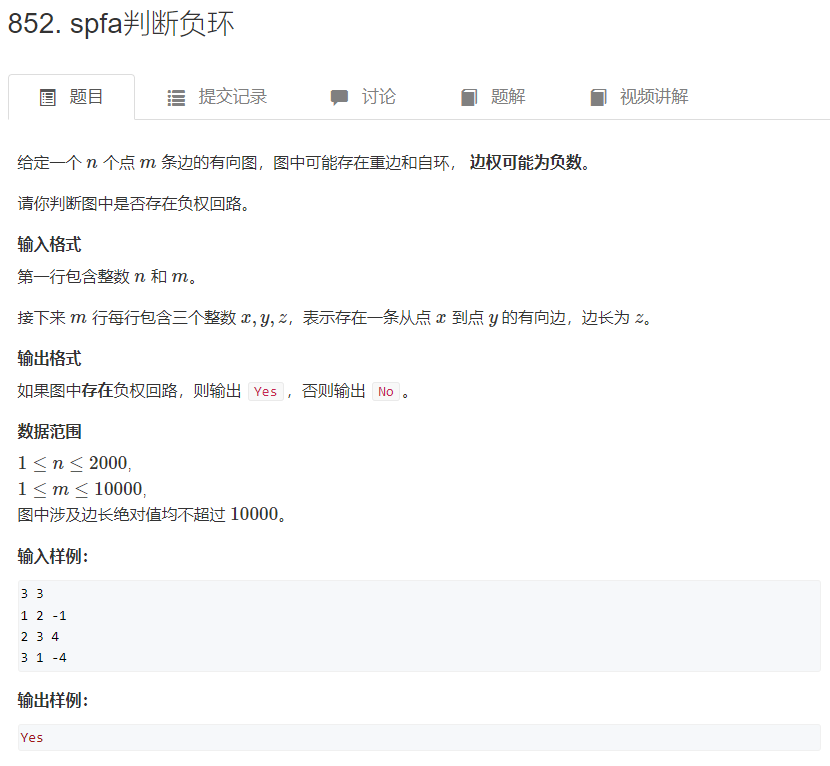 852. spfa判断负环
题目 提交记录 讨论 题解 视频讲解
给定一个 n 个点 m 条边的有向图，图中可能存在重边和自环， 边权可能为负数。
请你判断图中是否存在负权回路。
输入格式
第一行包含整数 n 和 m。
接下来 m 行每行包含三个整数 x, y, z，表示存在一条从点 x 到点 y 的有向边，边长为 z。
输出格式
如果图中存在负权回路，则输出 Yes，否则输出 No。
数据范围
1 ≤ n ≤ 2000,
1 ≤ m ≤ 10000,
图中涉及边长绝对值均不超过 10000。
输入样例：
3 3
1 2 -1
2 3 4
3 1 -4
输出样例：
Yes